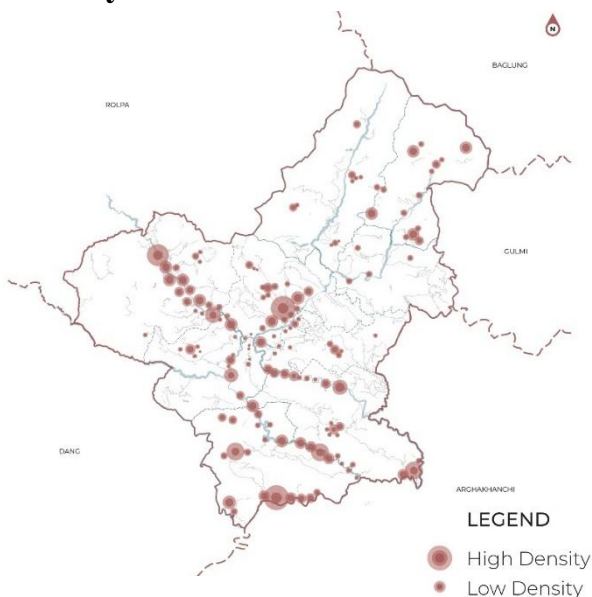 N
BAGLUNG
ROLPA
GULMI
DANG
ARGHAKHANCHI
LEGEND
High Density
Low Density